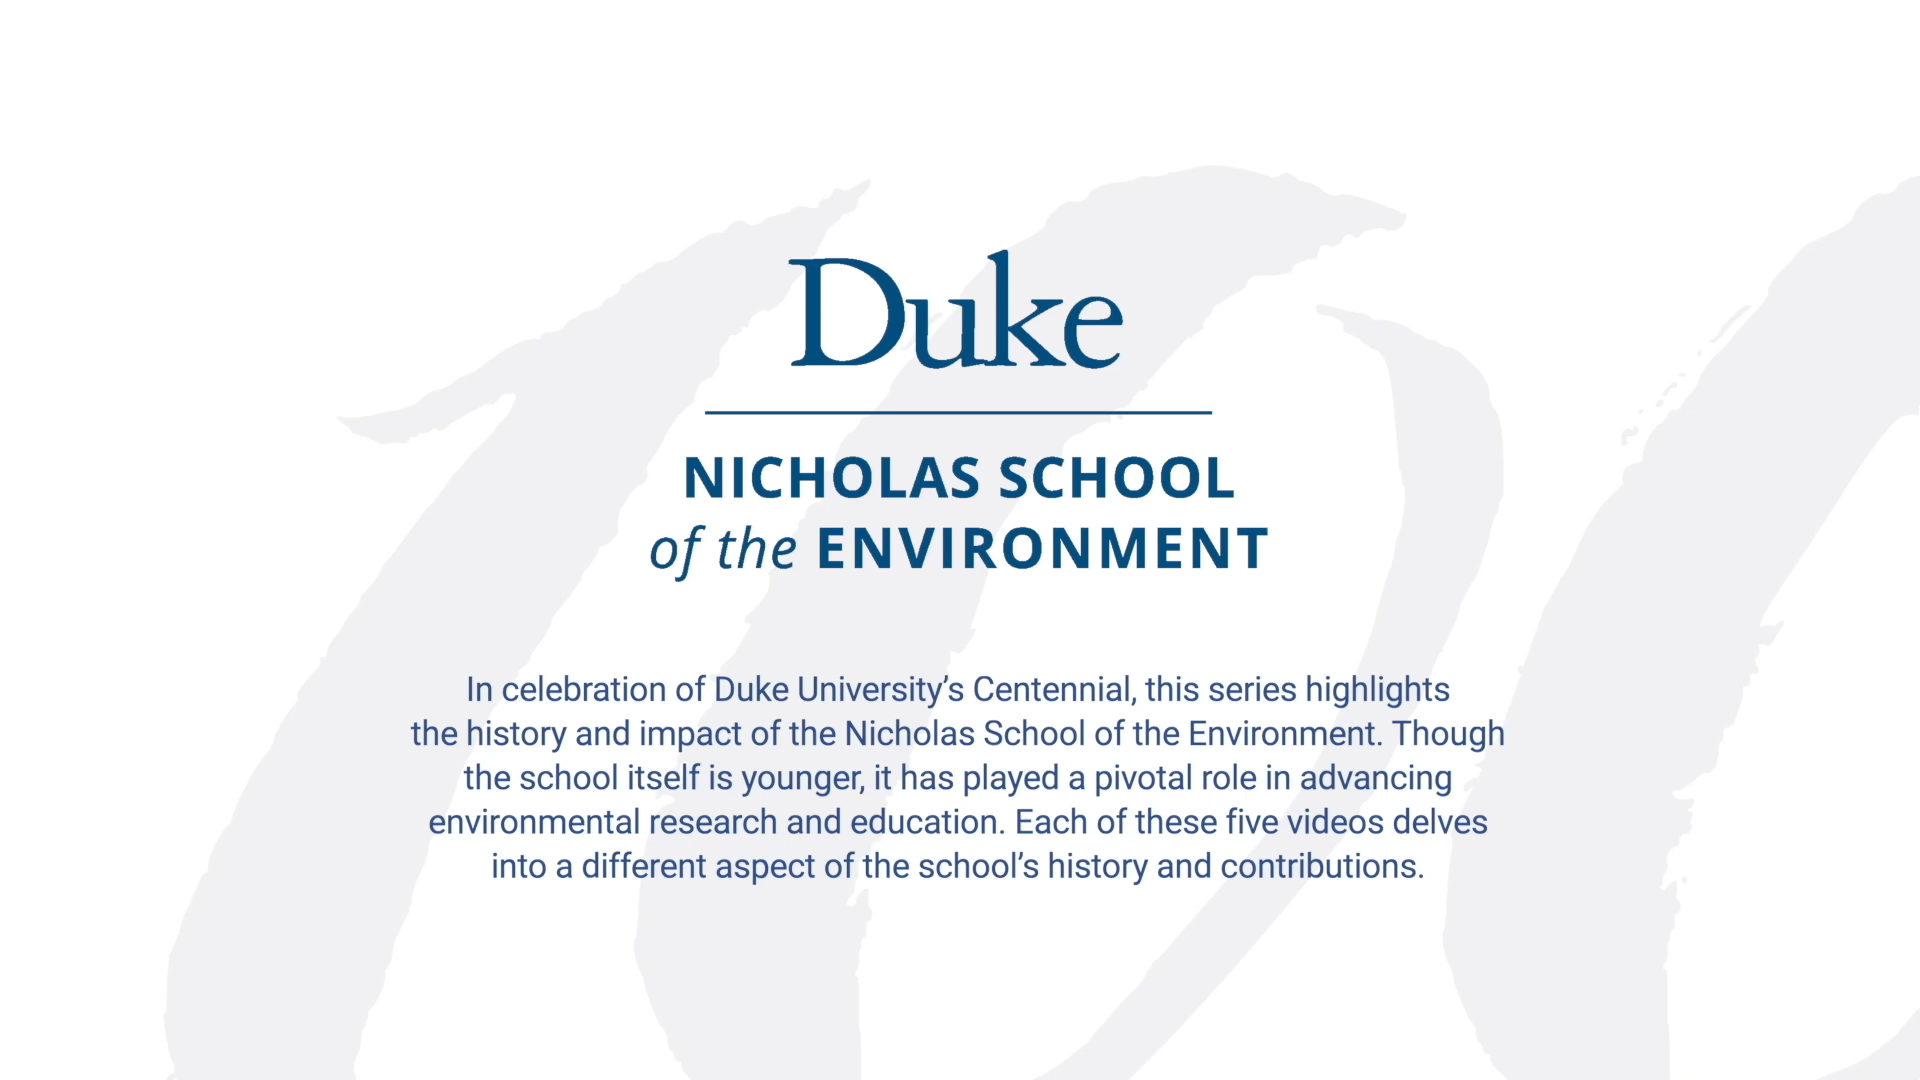 Duke
NICHOLAS SCHOOL
of the ENVIRONMENT
In celebration of Duke University’s Centennial, this series highlights
the history and impact of the Nicholas School of the Environment. Though
the school itself is younger, it has played a pivotal role in advancing
environmental research and education. Each of these five videos delves
into a different aspect of the school’s history and contributions.